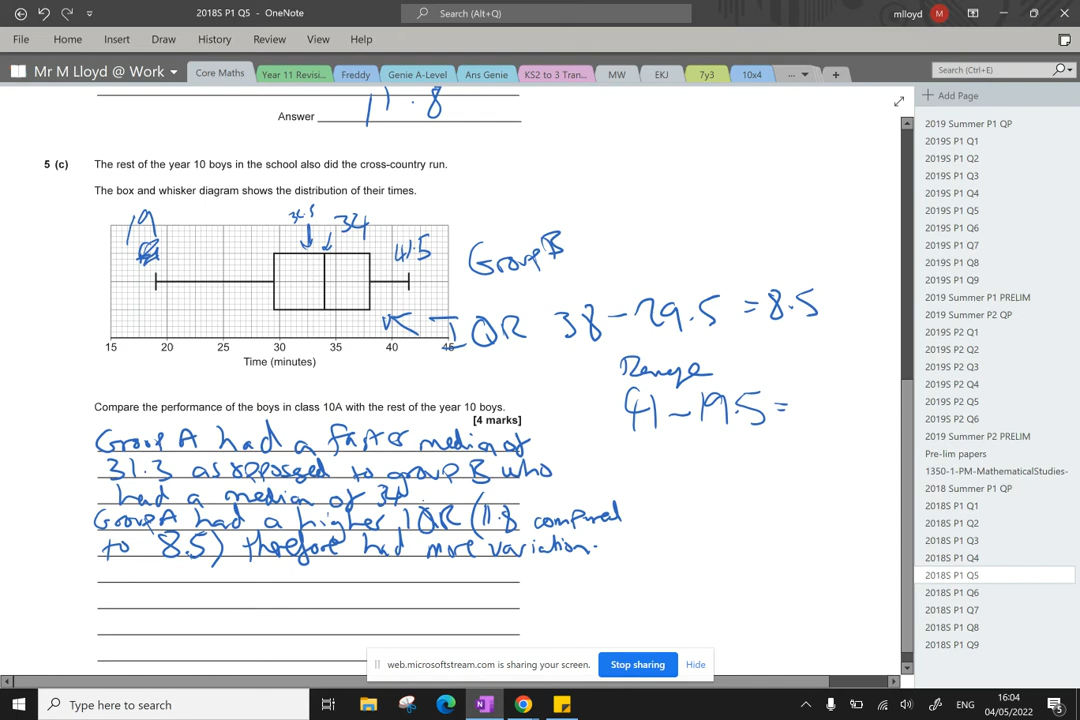 2018S P1 Q5 - OneNote
Search (Alt+Q)
mlloyd
M
File Home Insert Draw History Review View Help
Mr M Lloyd @ Work
Core Maths
Year 11 Revisi...
Freddy
Genie A-Level
Ans Genie
KS2 to 3 Tran...
MW
EKJ
7y3
10x4
...
Search (Ctrl+E)
Add Page
Answer 11.8
5 (c) The rest of the year 10 boys in the school also did the cross-country run.
The box and whisker diagram shows the distribution of their times.
19
34.5
34
41.5
Group B
15 20 25 30 35 40 45
Time (minutes)
IQR 38 - 29.5 = 8.5
Range
41 - 19.5 =
Compare the performance of the boys in class 10A with the rest of the year 10 boys.
[4 marks]
Group A had a faster median of
31.3 as opposed to group B who
had a median of 34
Group A had a higher IQR (11.8 compared
to 8.5) therefore had more variation.
2019 Summer P1 QP
2019S P1 Q1
2019S P1 Q2
2019S P1 Q3
2019S P1 Q4
2019S P1 Q5
2019S P1 Q6
2019S P1 Q7
2019S P1 Q8
2019S P1 Q9
2019 Summer P1 PRELIM
2019 Summer P2 QP
2019S P2 Q1
2019S P2 Q2
2019S P2 Q3
2019S P2 Q4
2019S P2 Q5
2019S P2 Q6
2019 Summer P2 PRELIM
Pre-lim papers
1350-1-PM-MathematicalStudies-
2018 Summer P1 QP
2018S P1 Q1
2018S P1 Q2
2018S P1 Q3
2018S P1 Q4
2018S P1 Q5
2018S P1 Q6
2018S P1 Q7
2018S P1 Q8
2018S P1 Q9
web.microsoftstream.com is sharing your screen.
Stop sharing
Hide
Type here to search
ENG
16:04
04/05/2022
5